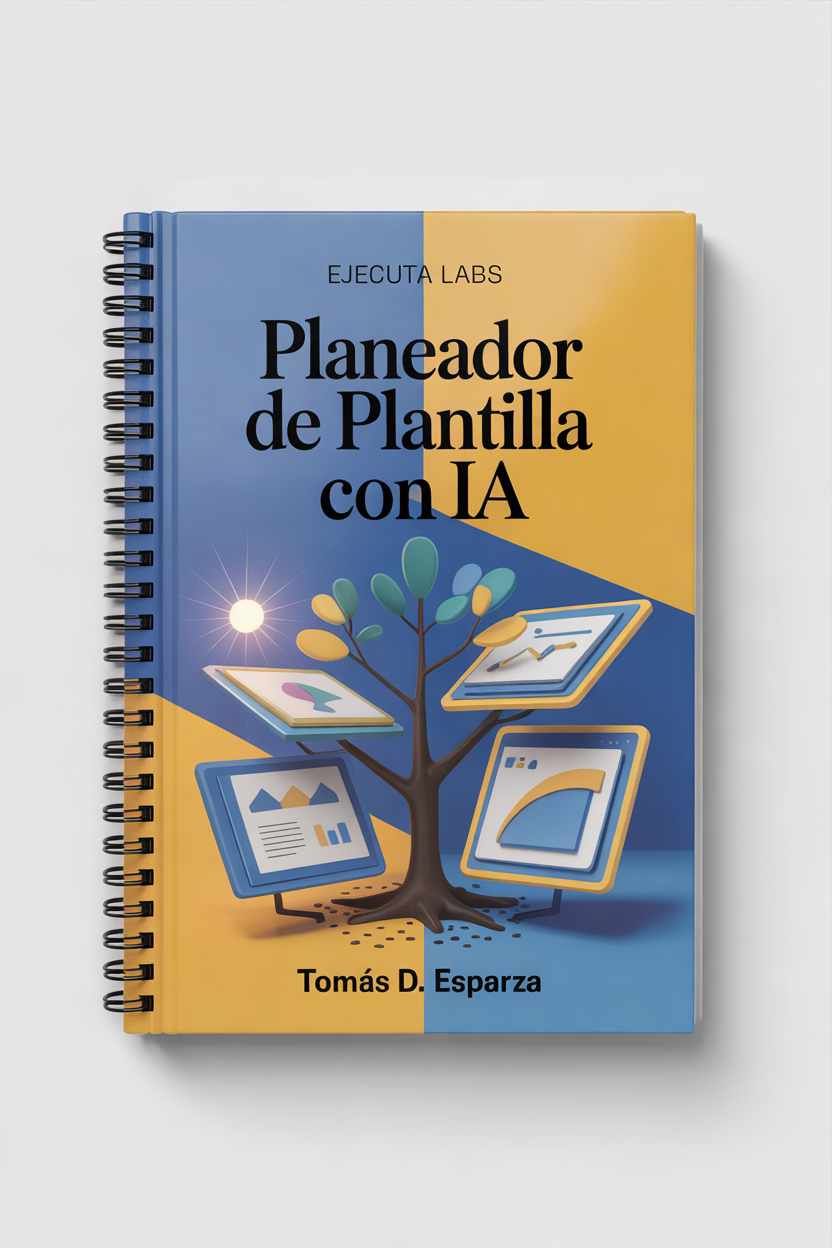 EJECUTA LABS
Planeador
de Plantilla
con IA
Tomás D. Esparza